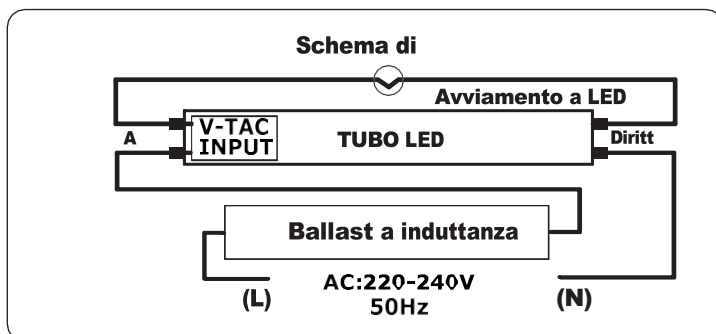 Schema di
Avviamento a LED
A
V-TAC
INPUT
TUBO LED
Diritt
Ballast a induttanza
(L)
AC:220-240V
50Hz
(N)